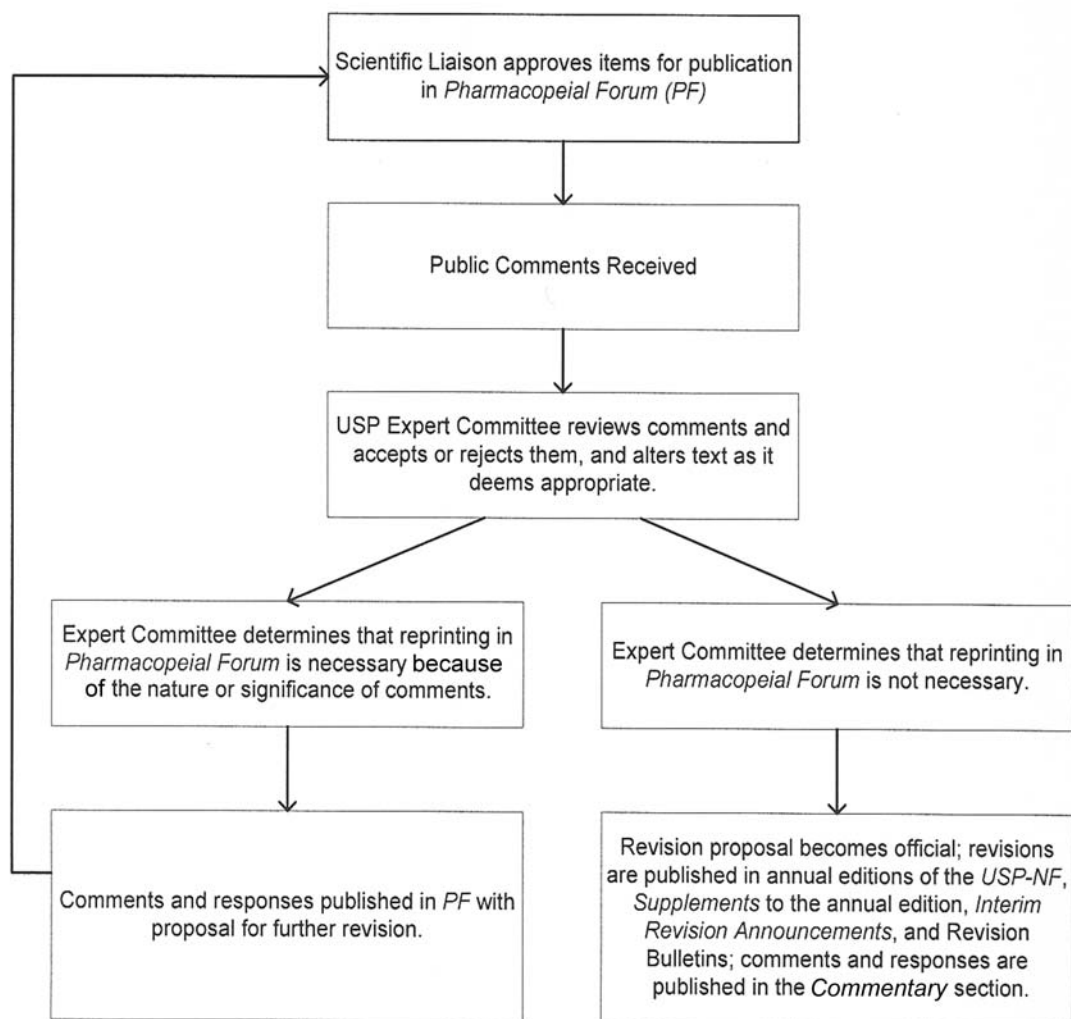 Scientific Liaison approves items for publication
in Pharmacopeial Forum (PF)
Public Comments Received
USP Expert Committee reviews comments and
accepts or rejects them, and alters text as it
deems appropriate.
Expert Committee determines that reprinting in
Pharmacopeial Forum is necessary because
of the nature or significance of comments.
Expert Committee determines that reprinting in
Pharmacopeial Forum is not necessary.
Comments and responses published in PF with
proposal for further revision.
Revision proposal becomes official; revisions
are published in annual editions of the USP-NF,
Supplements to the annual edition, Interim
Revision Announcements, and Revision
Bulletins; comments and responses are
published in the Commentary section.